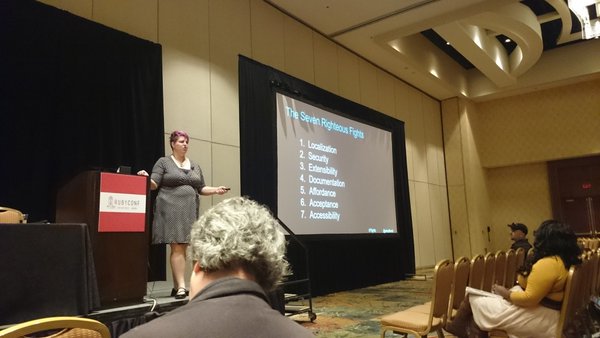 The Seven Righteous Fights
1. Localization
2. Security
3. Extensibility
4. Documentation
5. Affordance
6. Acceptance
7. Accessibility
RUBYCONF